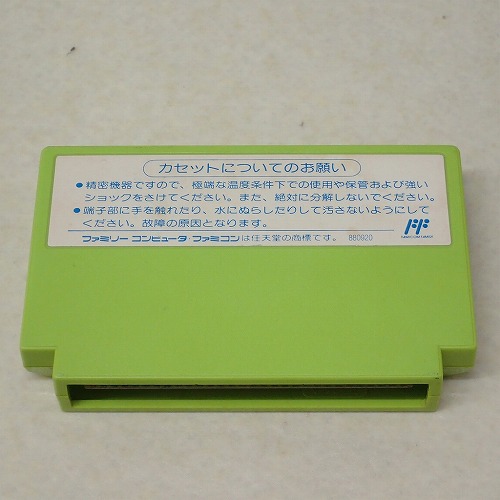 カセットについてのお願い
●精密機器ですので、極端な温度条件下での使用や保管および強い
ショックをさけてください。また、絶対に分解しないでください。
●端子部に手を触れたり、水にぬらしたりして汚さないようにして
ください。故障の原因となります。
ファミリー コンピュータ・ファミコンは任天堂の商標です。 880920